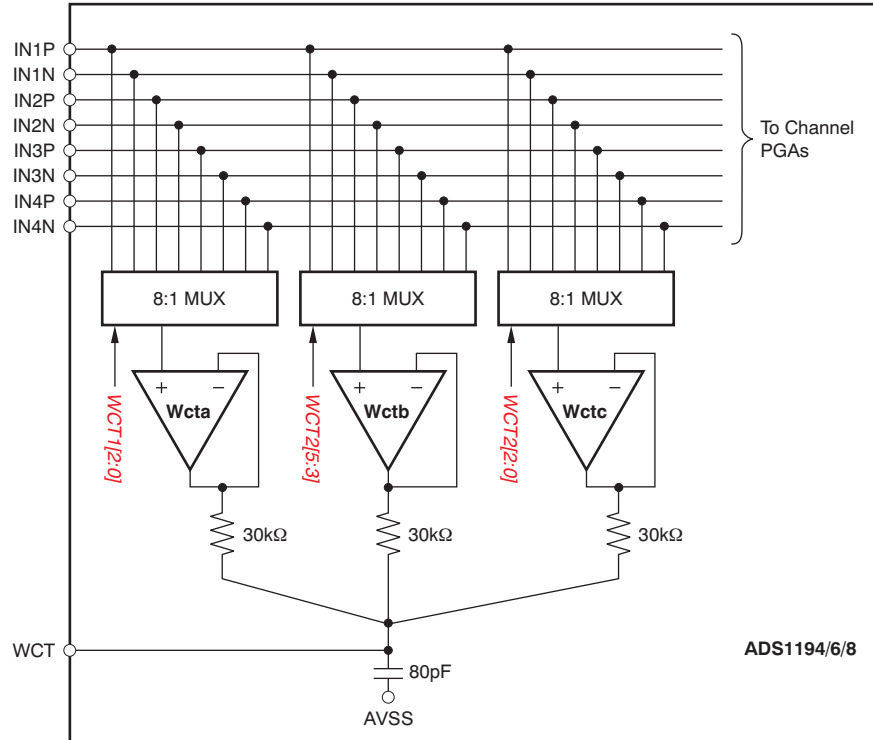 IN1P
IN1N
IN2P
IN2N
IN3P
IN3N
IN4P
IN4N
To Channel
PGAs
8:1 MUX
8:1 MUX
8:1 MUX
+ −
+ −
+ −
Wcta
Wctb
Wctc
WCT1[2:0]
WCT2[5:3]
WCT2[2:0]
30kΩ
30kΩ
30kΩ
WCT
ADS1194/6/8
80pF
AVSS